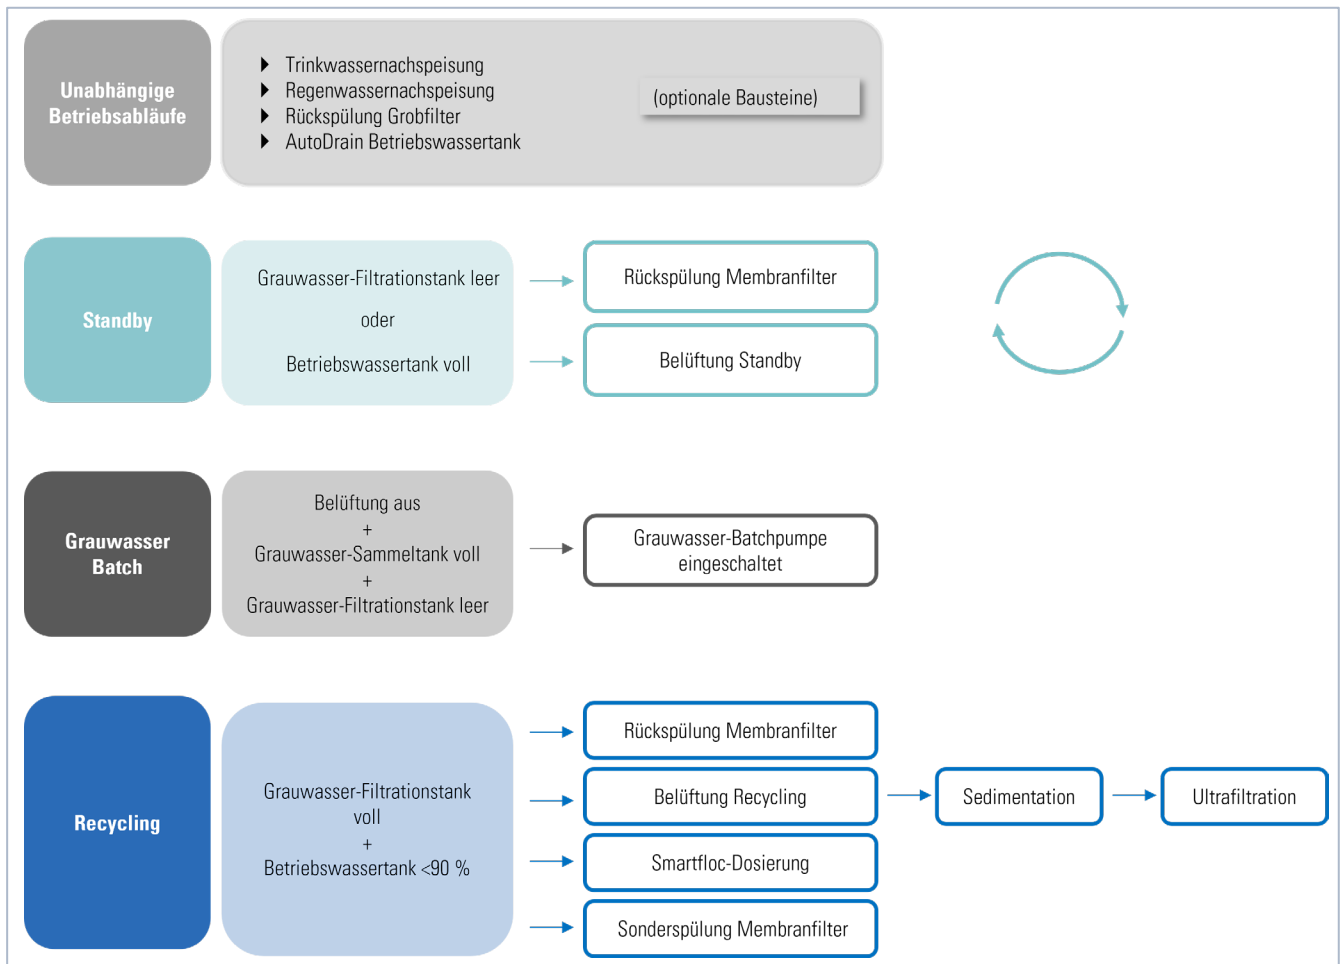 Unabhängige
Betriebsabläufe
Trinkwassernachspeisung
Regenwassernachspeisung
Rückspülung Grobfilter
AutoDrain Betriebswassertank
(optionale Bausteine)
Standby
Grauwasser-Filtrationstank leer
oder
Betriebswassertank voll
Rückspülung Membranfilter
Belüftung Standby
Grauwasser
Batch
Belüftung aus
+
Grauwasser-Sammeltank voll
+
Grauwasser-Filtrationstank leer
Grauwasser-Batchpumpe
eingeschaltet
Recycling
Grauwasser-Filtrationstank
voll
+
Betriebswassertank <90 %
Rückspülung Membranfilter
Belüftung Recycling
Sedimentation
Ultrafiltration
Smartfloc-Dosierung
Sonderspülung Membranfilter